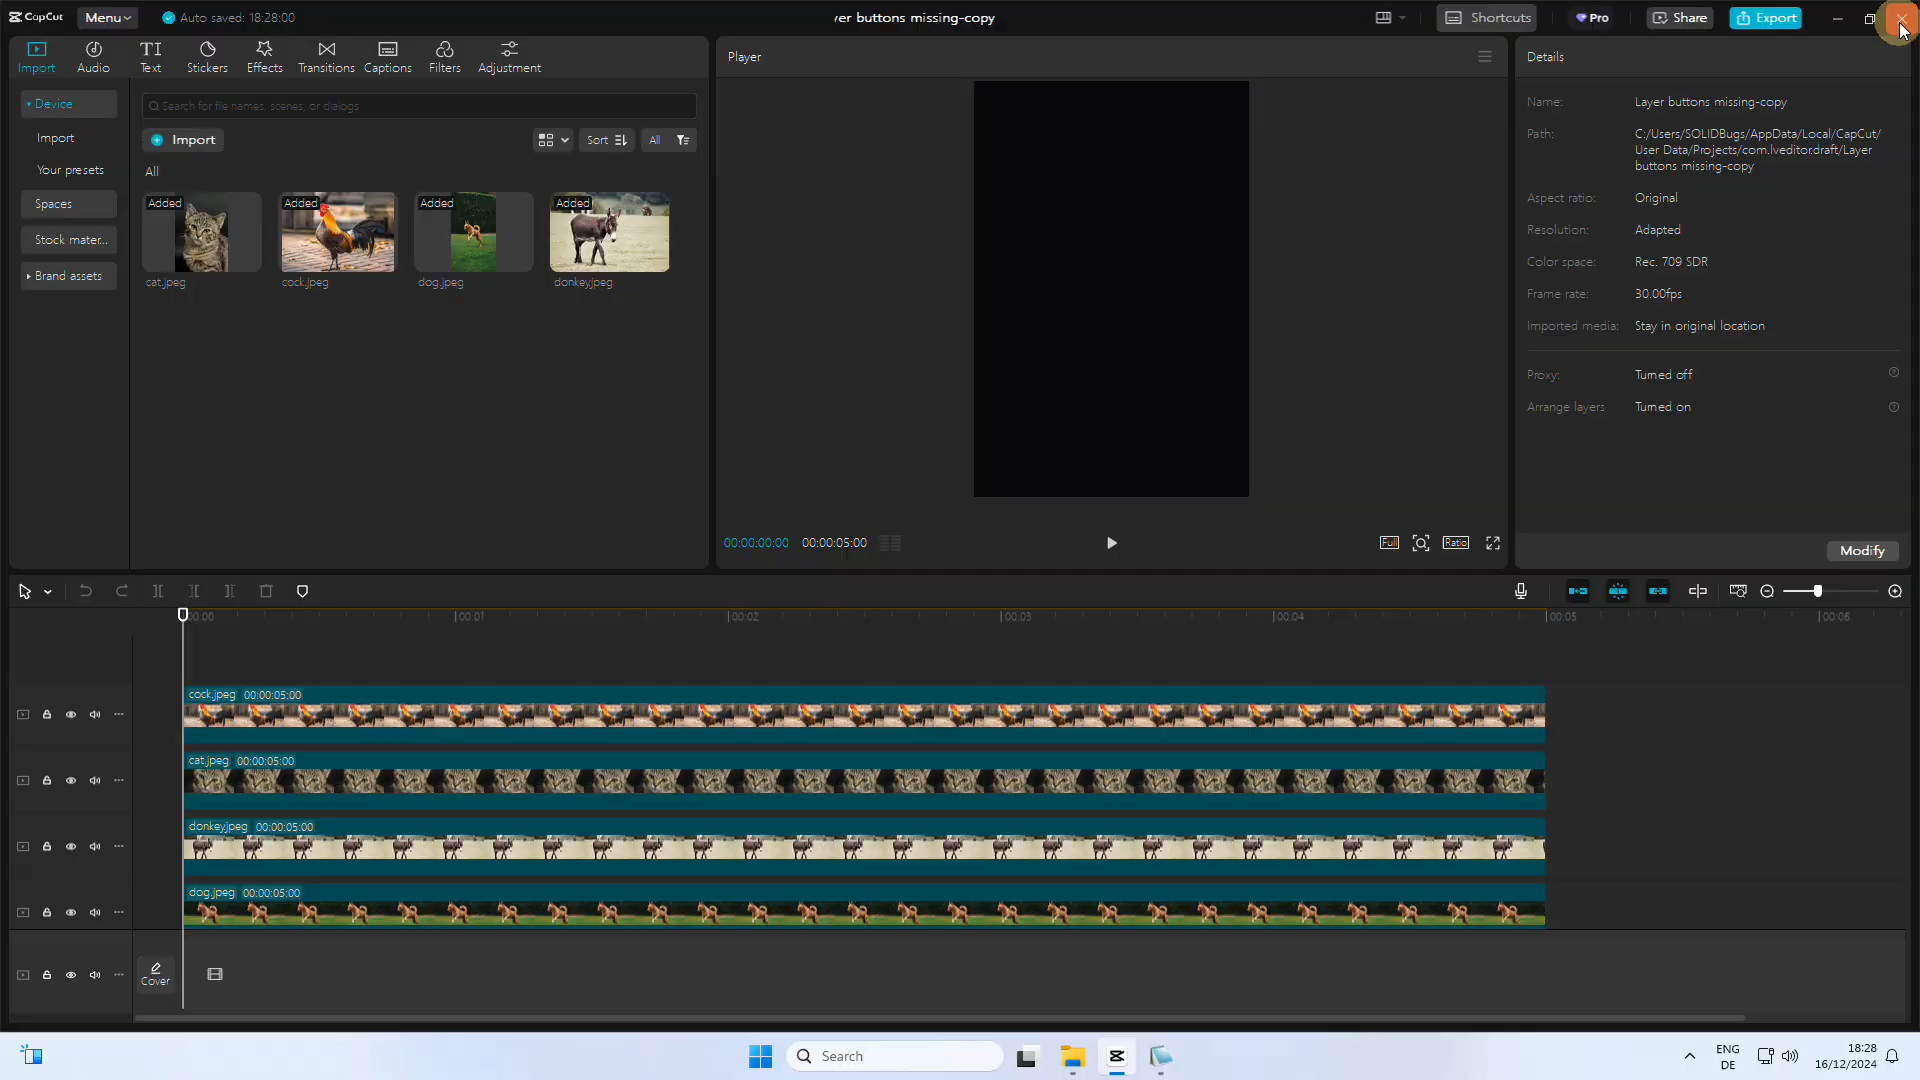 CapCut
Menu
Auto saved: 18:28:00
er buttons missing-copy
Shortcuts
Pro
Share
Export
Import
Audio
TI
Text
Stickers
Effects
Transitions
Captions
Filters
Adjustment
Device
Import
Your presets
Spaces
Stock mater...
Brand assets
Search for file names, scenes, or dialogs
Import
Sort
All
All
Added
Added
Added
Added
cat.jpeg
cock.jpeg
dog.jpeg
donkey.jpeg
Player
00:00:00:00
00:00:05:00
Full
Ratio
Details
Name: Layer buttons missing-copy
Path: C:/Users/SOLIDBugs/AppData/Local/CapCut/
User Data/Projects/com.lveditor.draft/Layer
buttons missing-copy
Aspect ratio: Original
Resolution: Adapted
Color space: Rec. 709 SDR
Frame rate: 30.00fps
Imported media: Stay in original location
Proxy: Turned off
Arrange layers Turned on
Modify
00:00
00:01
00:02
00:03
00:04
00:05
00:06
cock.jpeg 00:00:05:00
cat.jpeg 00:00:05:00
donkey.jpeg 00:00:05:00
dog.jpeg 00:00:05:00
Cover
Search
ENG
DE
18:28
16/12/2024